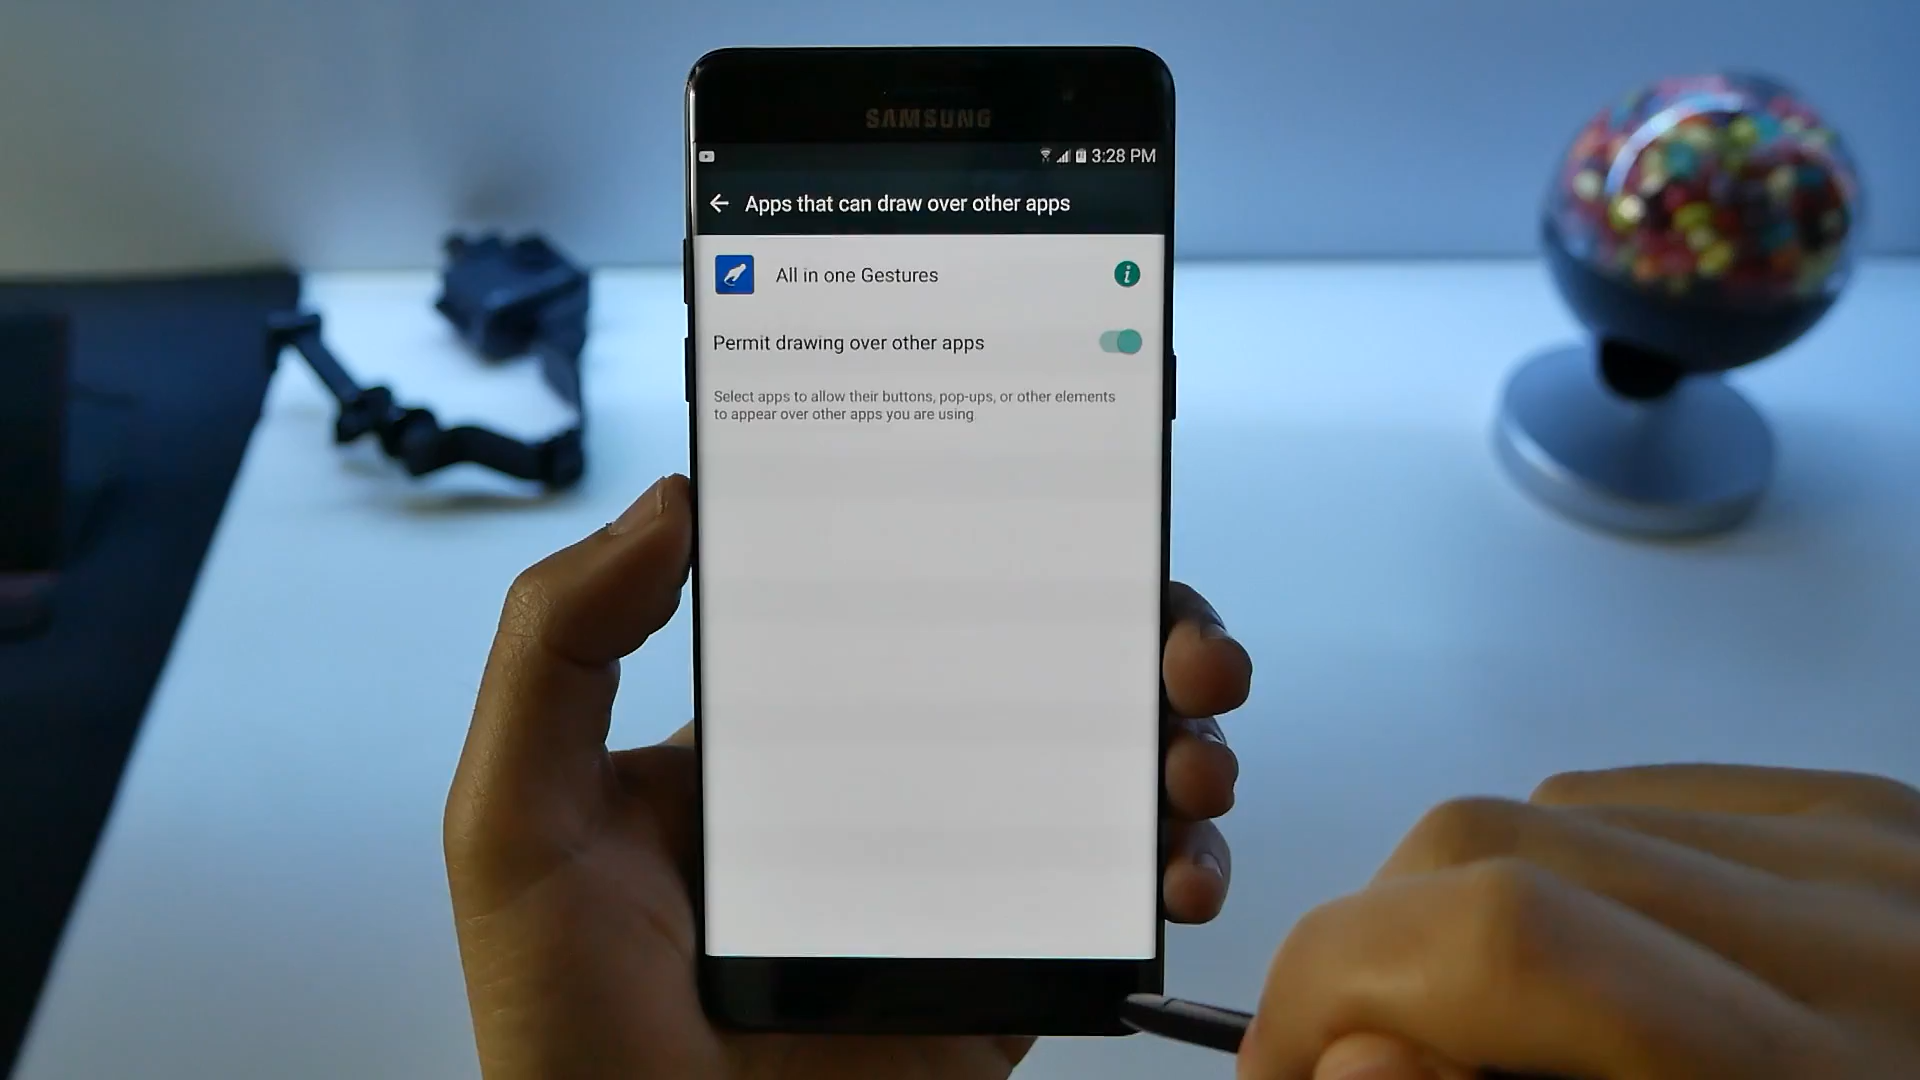 SAMSUNG
3:28 PM
Apps that can draw over other apps
All in one Gestures
Permit drawing over other apps
Select apps to allow their buttons, pop-ups, or other elements
to appear over other apps you are using.